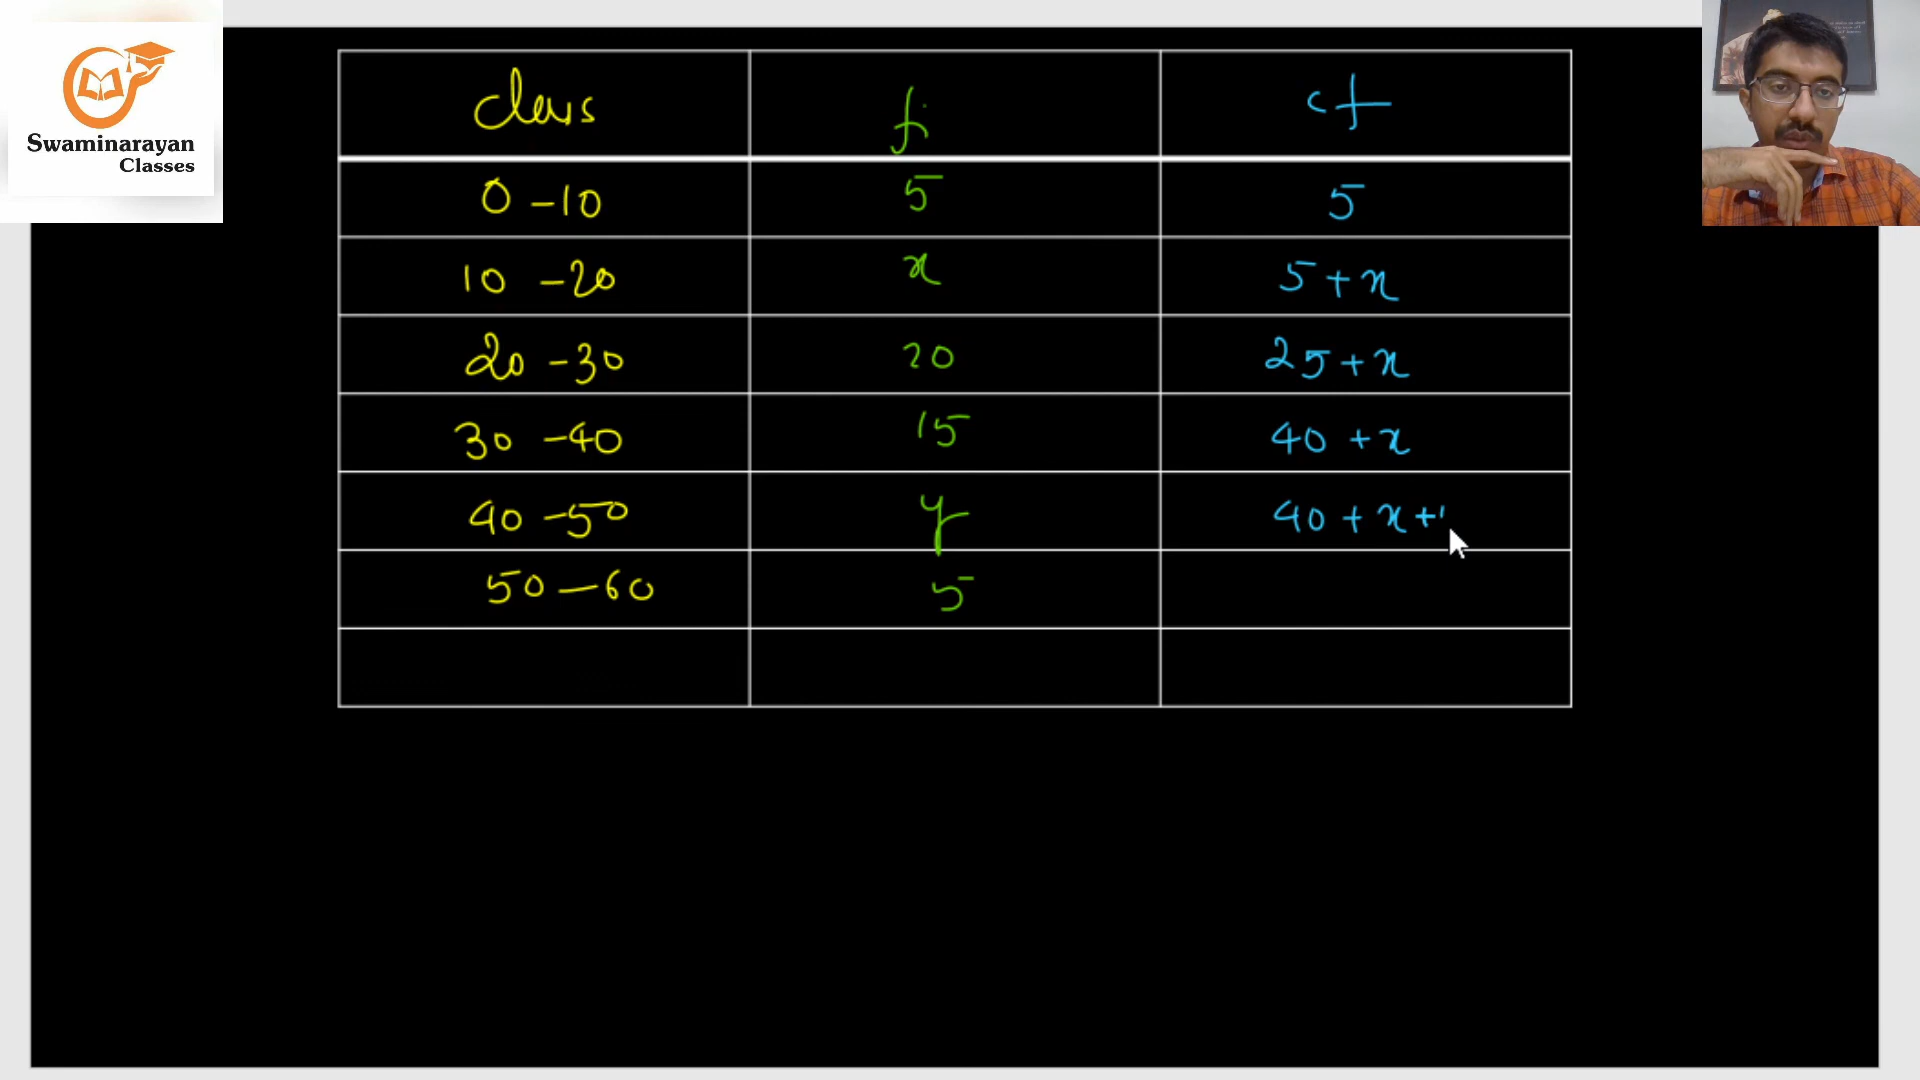 Swaminarayan
Classes
class fi cf
0 - 10 5 5
10 - 20 x 5 + x
20 - 30 20 25 + x
30 - 40 15 40 + x
40 - 50 y 40 + x +
50 - 60 5